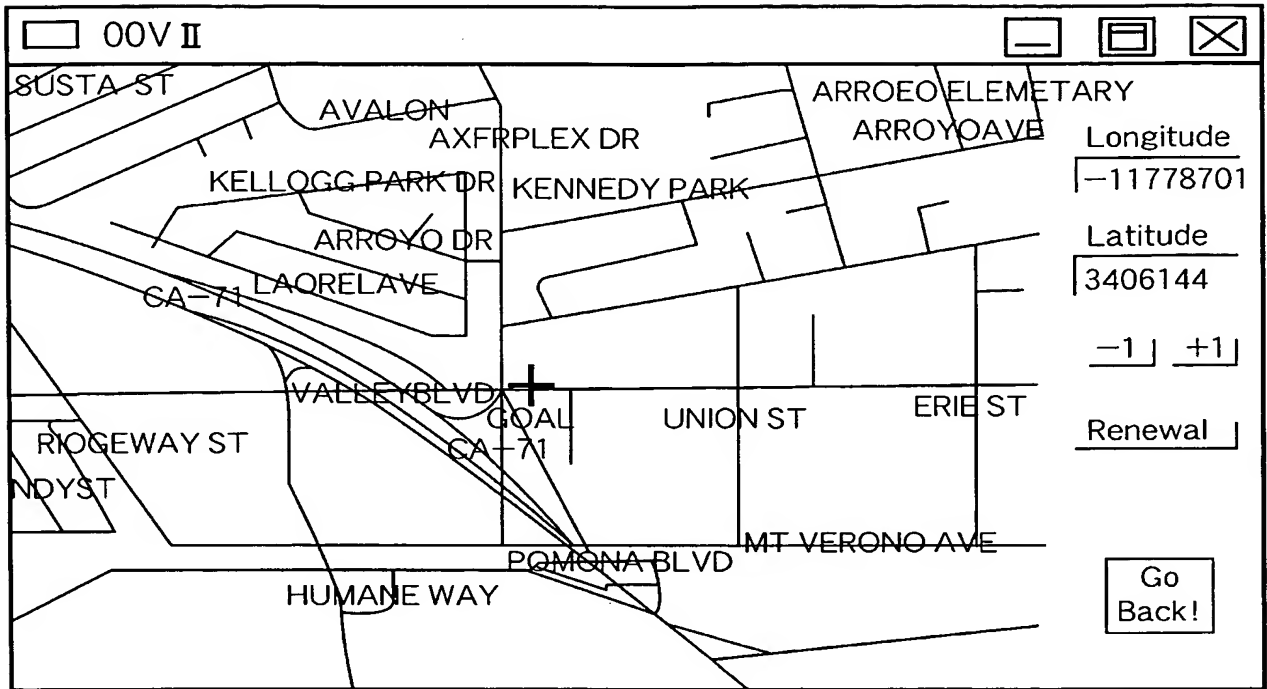 00V II
SUSTA ST
AVALON
ARROEO ELEMETARY
AXFRPLEX DR
ARROYOAVE
Longitude
-11778701
KELLOGG PARK DR
KENNEDY PARK
ARROYO DR
Latitude
3406144
LAORELAVE
CA-71
-1
+1
VALLEYBLVD
GOAL
UNION ST
ERIE ST
Renewal
RIOGEWAY ST
CA-71
NDYST
MT VERONO AVE
POMONA BLVD
HUMANE WAY
Go
Back!